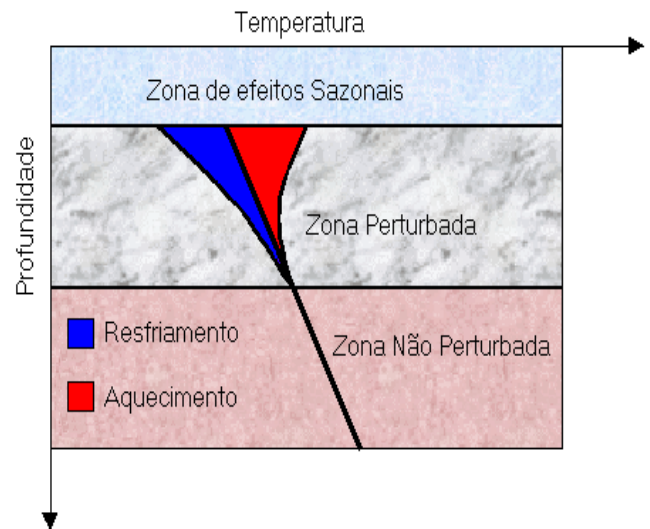 Temperatura
Zona de efeitos Sazonais
Profundidade
Zona Perturbada
Resfriamento
Zona Não Perturbada
Aquecimento